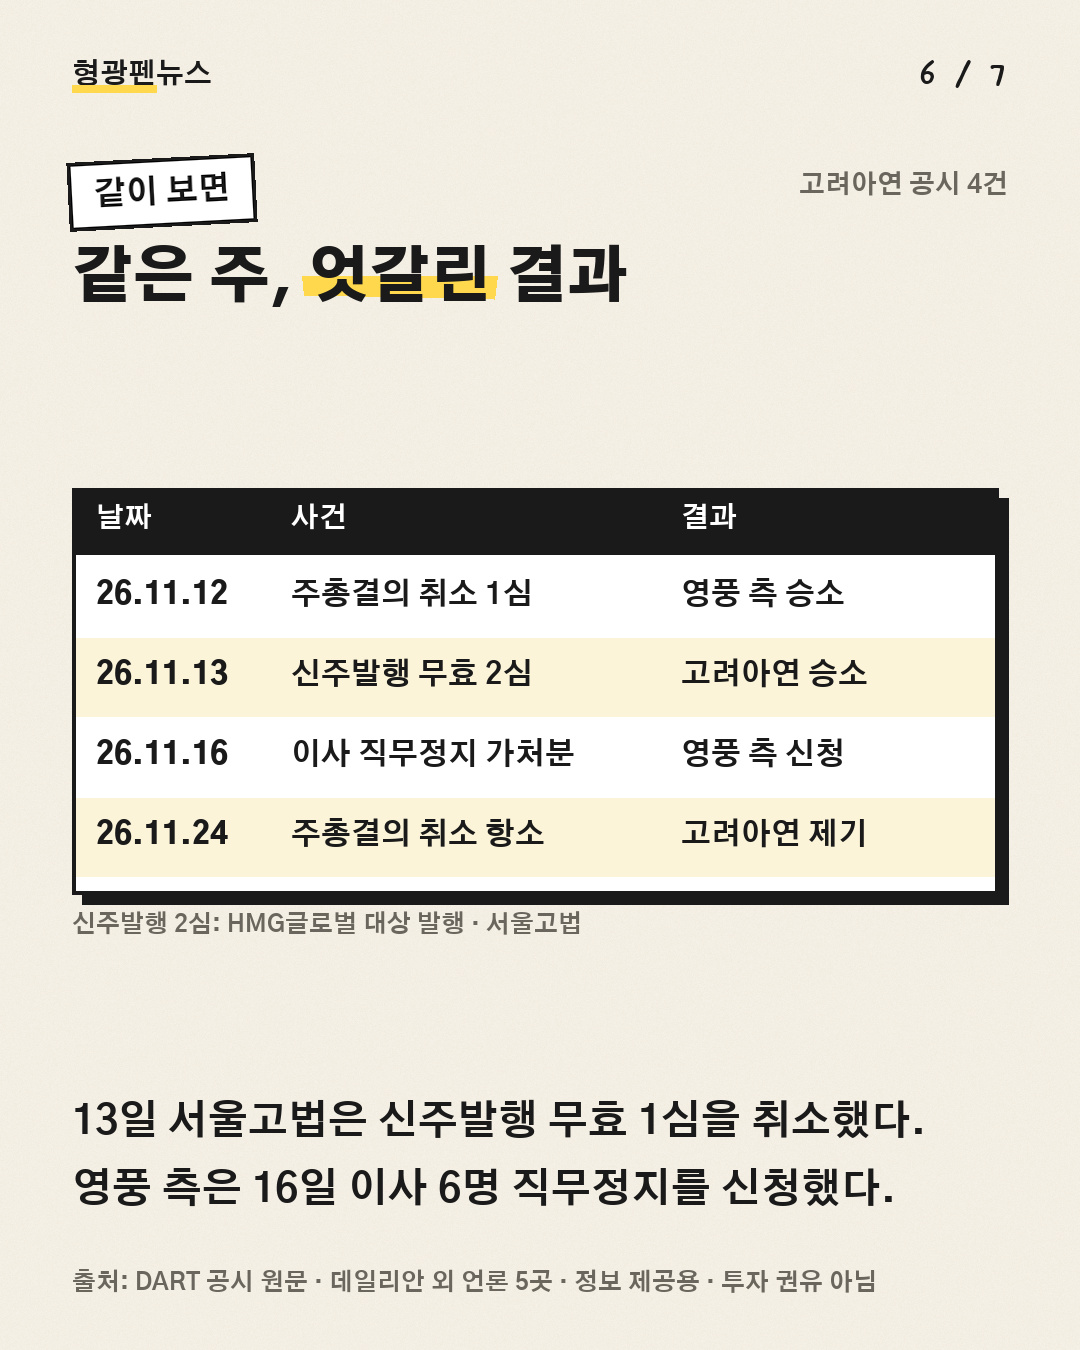 형광펜뉴스
6 / 7
같이 보면
고려아연 공시 4건
같은 주, 엇갈린 결과
날짜 사건 결과
26.11.12 주총결의 취소 1심 영풍 측 승소
26.11.13 신주발행 무효 2심 고려아연 승소
26.11.16 이사 직무정지 가처분 영풍 측 신청
26.11.24 주총결의 취소 항소 고려아연 제기
신주발행 2심: HMG글로벌 대상 발행 · 서울고법
13일 서울고법은 신주발행 무효 1심을 취소했다.
영풍 측은 16일 이사 6명 직무정지를 신청했다.
출처: DART 공시 원문 · 데일리안 외 언론 5곳 · 정보 제공용 · 투자 권유 아님